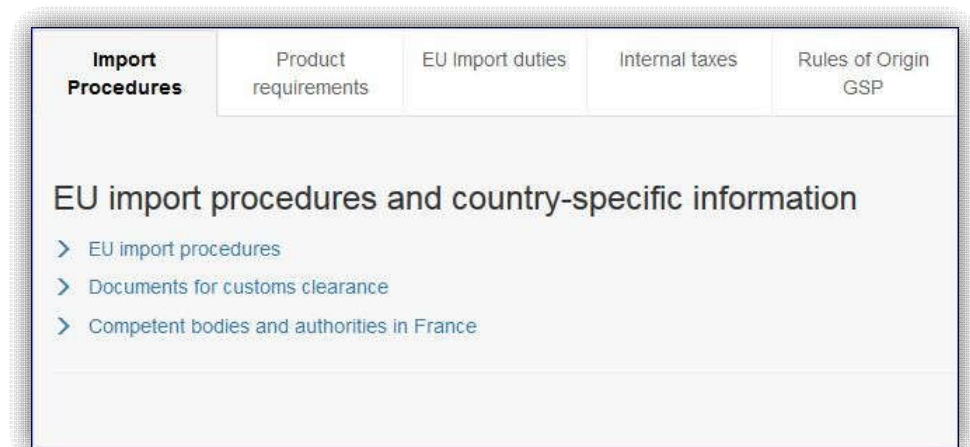 Import
Procedures
Product
requirements
EU Import duties
Internal taxes
Rules of Origin
GSP
EU import procedures and country-specific information
EU import procedures
Documents for customs clearance
Competent bodies and authorities in France